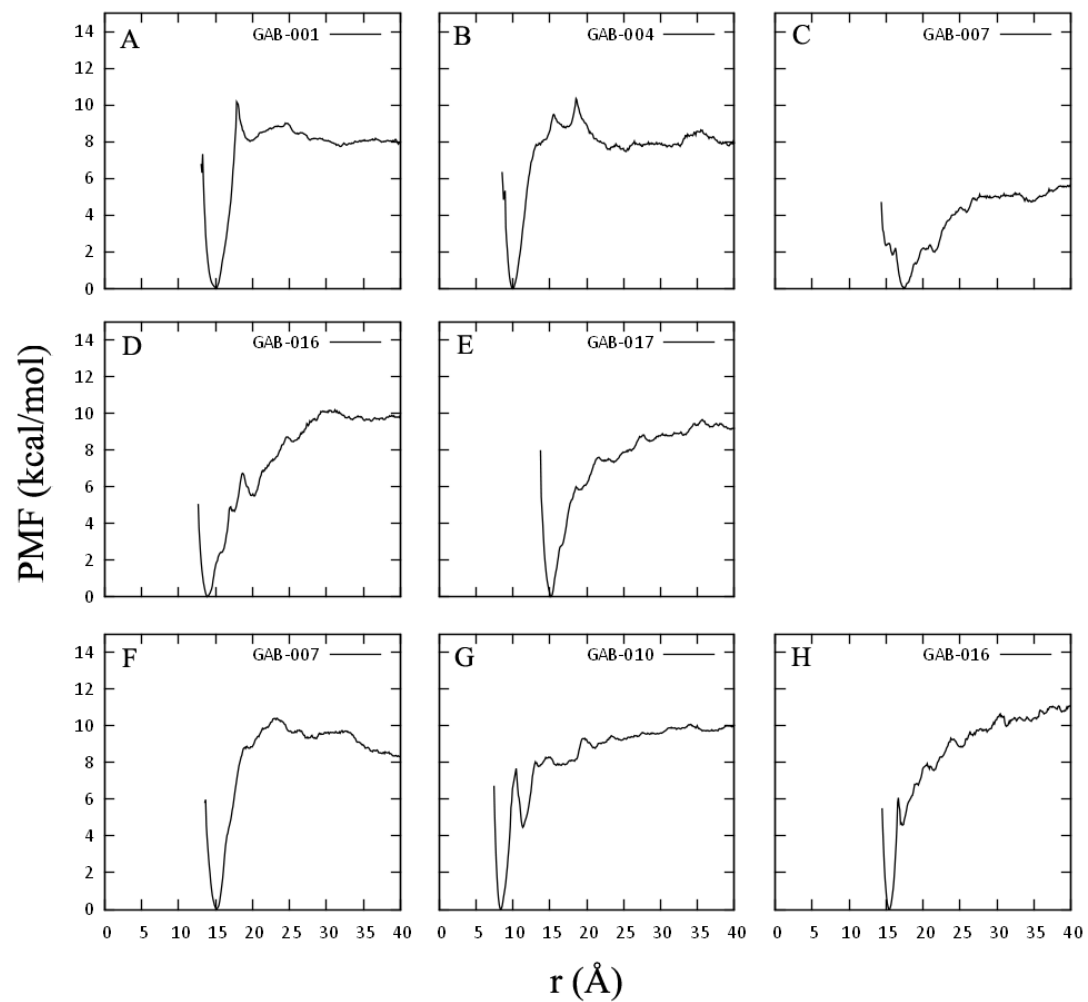 A GAB-001
14
12
10
8
6
4
2
0
B GAB-004
C GAB-007
D GAB-016
14
12
10
8
6
4
2
0
E GAB-017
PMF (kcal/mol)
F GAB-007
14
12
10
8
6
4
2
0
G GAB-010
H GAB-016
0 5 10 15 20 25 30 35 40
0 5 10 15 20 25 30 35 40
0 5 10 15 20 25 30 35 40
r (Å)